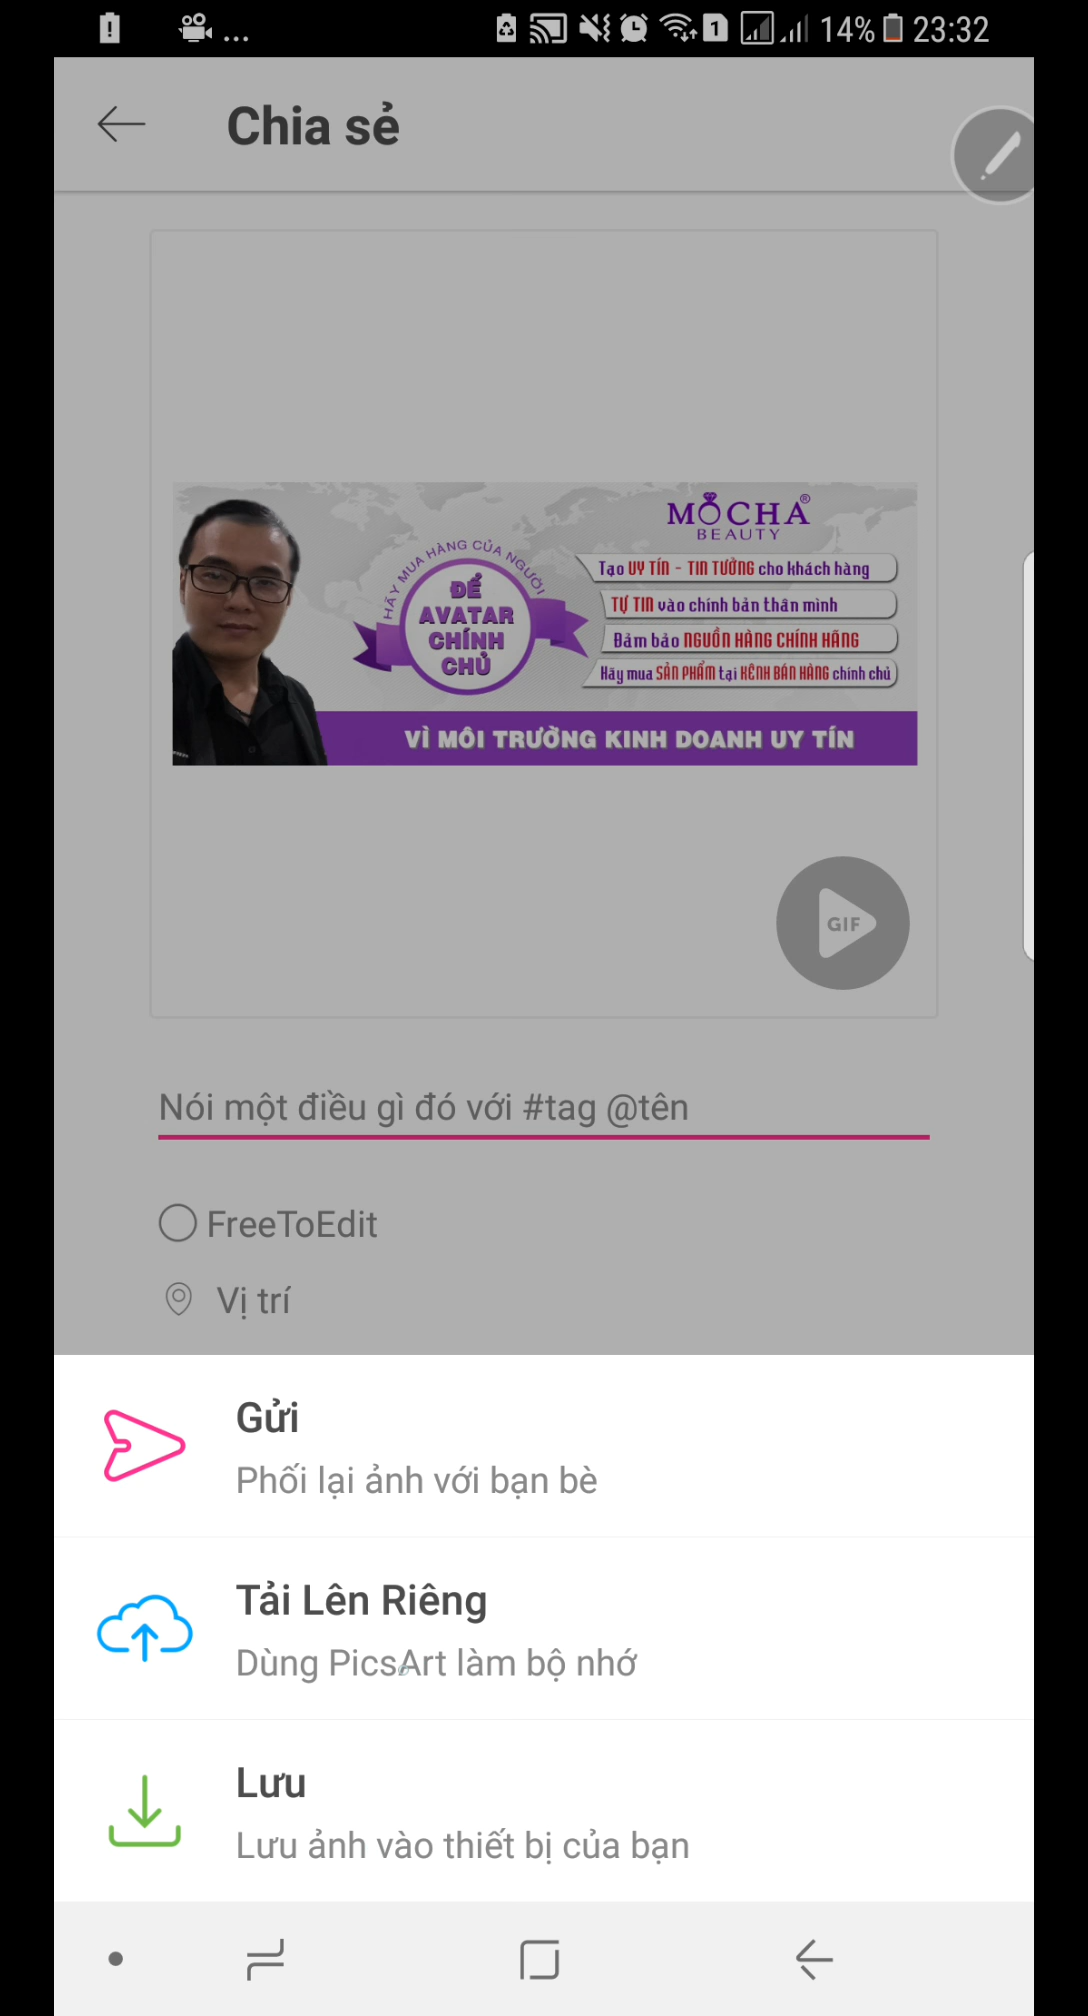 14% 23:32
Chia sẻ
MOCHA®
BEAUTY
HÃY MUA HÀNG CỦA NGƯỜI
ĐỂ
AVATAR
CHÍNH
CHỦ
Tạo UY TÍN - TIN TƯỞNG cho khách hàng
TỰ TIN vào chính bản thân mình
Đảm bảo NGUỒN HÀNG CHÍNH HÃNG
Hãy mua SẢN PHẨM tại KÊNH BÁN HÀNG chính chủ
VÌ MÔI TRƯỜNG KINH DOANH UY TÍN
GIF
Nói một điều gì đó với #tag @tên
FreeToEdit
Vị trí
Gửi
Phối lại ảnh với bạn bè
Tải Lên Riêng
Dùng PicsArt làm bộ nhớ
Lưu
Lưu ảnh vào thiết bị của bạn